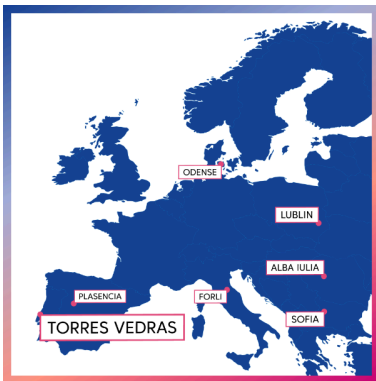 ODENSE
LUBLIN
ALBA IULIA
PLASENCIA
FORLI
SOFIA
TORRES VEDRAS